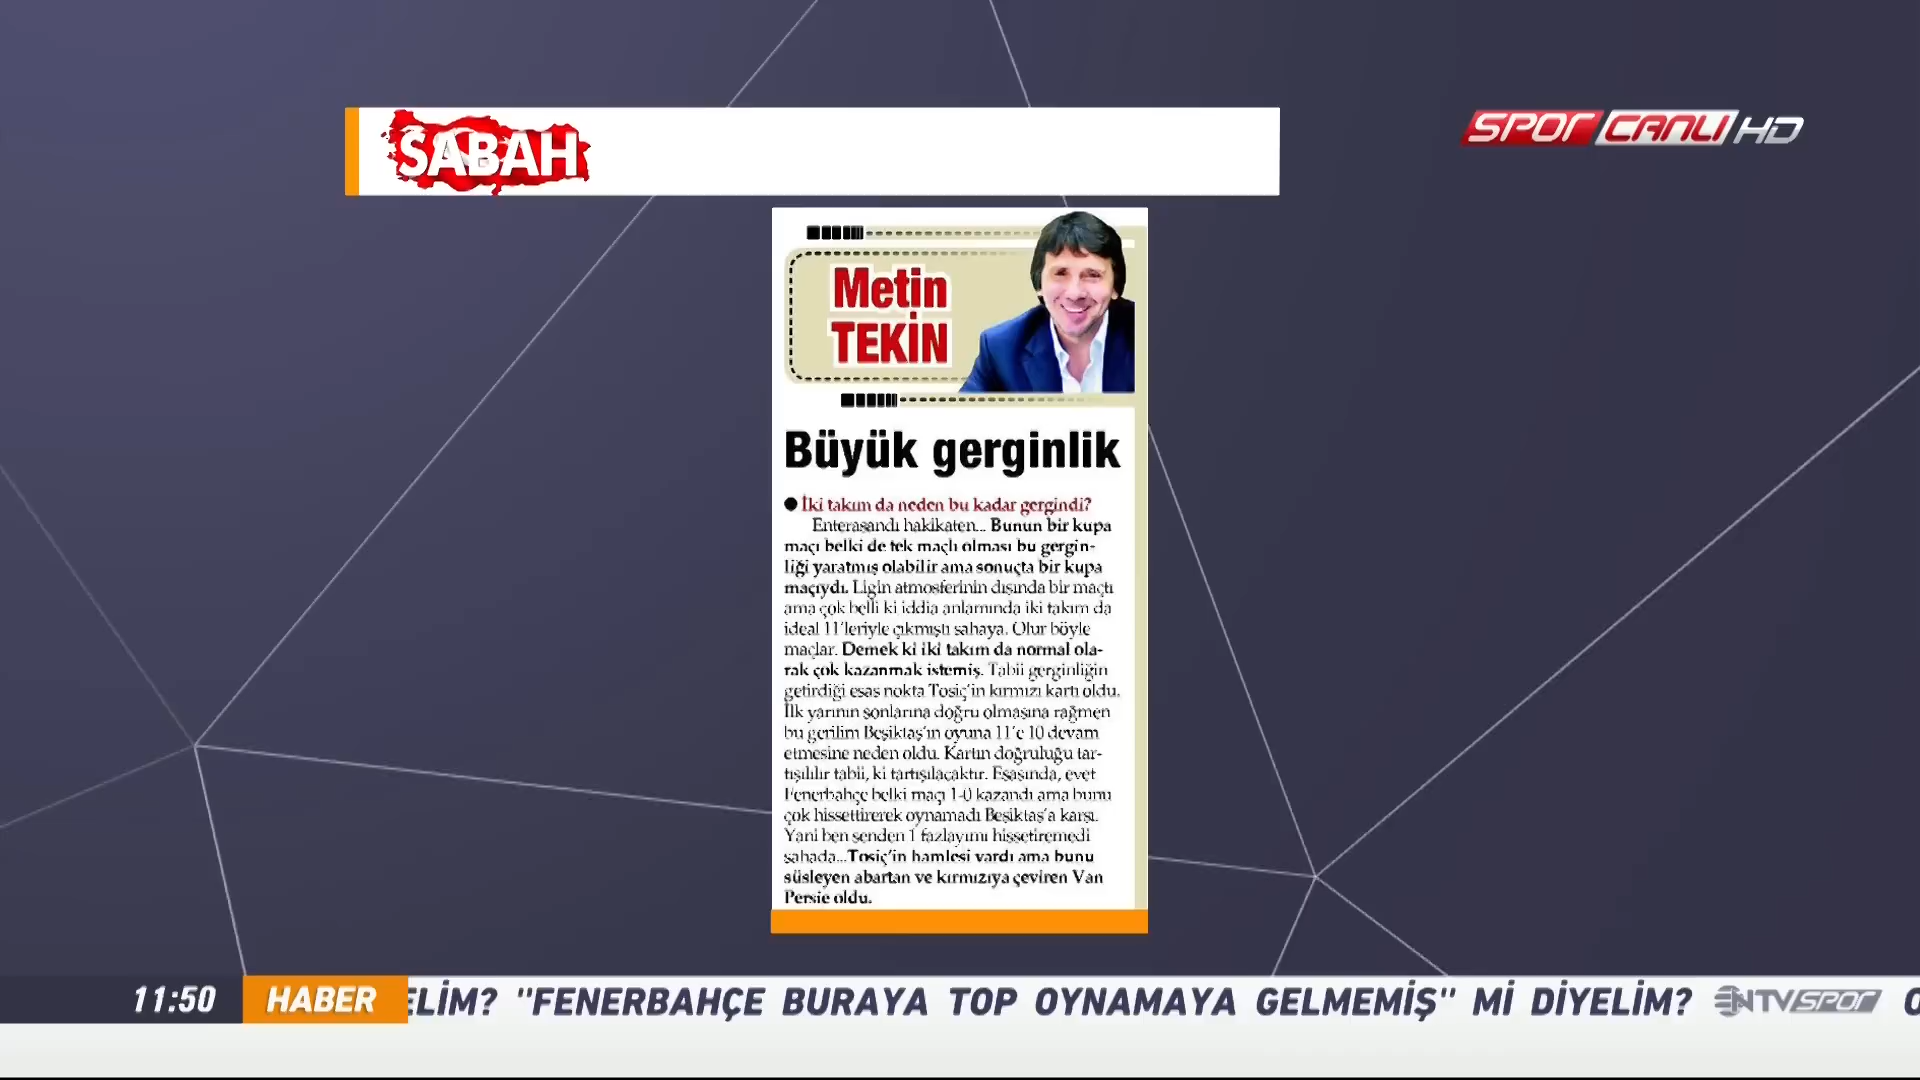 SABAH
SPOR CANLI HD
Metin
TEKİN
Büyük gerginlik
● İki takım da neden bu kadar gergindi?
Enterasandı hakikaten... Bunun bir kupa
maçı belki de tek maçlı olması bu gergin-
liği yaratmış olabilir ama sonuçta bir kupa
maçıydı. Ligin atmosferinin dışında bir maçtı
ama çok belli ki iddia anlamında iki takım da
ideal 11'leriyle çıkmıştı sahaya. Olur böyle
maçlar. Demek ki iki takım da normal ola-
rak çok kazanmak istemiş. Tabii gerginliğin
getirdiği esas nokta Tosiç'in kırmızı kartı oldu.
İlk yarının sonlarına doğru olmasına rağmen
bu gerilim Beşiktaş'ın oyuna 11'e 10 devam
etmesine neden oldu. Kartın doğruluğu tar-
tışılılır tabii, ki tartışılacaktır. Esasında, evet
Fenerbahçe belki maçı 1-0 kazandı ama bunu
çok hissettirerek oynamadı Beşiktaş'a karşı.
Yani ben senden 1 fazlayımı hissetiremedi
sahada...Tosiç'in hamlesi vardı ama bunu
süsleyen abartan ve kırmızıya çeviren Van
Persie oldu.
11:50 HABER ELİM? "FENERBAHÇE BURAYA TOP OYNAMAYA GELMEMİŞ" Mİ DİYELİM? NTVSPOR